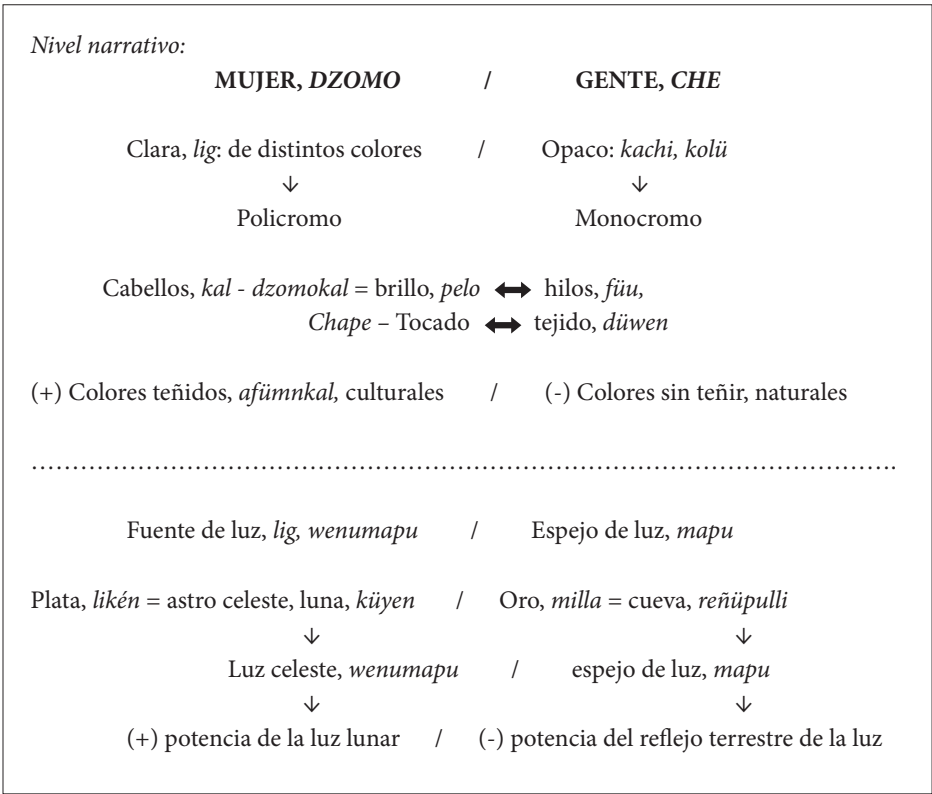 Nivel narrativo:
MUJER, DZOMO / GENTE, CHE
Clara, lig: de distintos colores / Opaco: kachi, kolü
↓ ↓
Policromo Monocromo
Cabellos, kal - dzomokal = brillo, pelo ⟷ hilos, füu,
Chape – Tocado ⟷ tejido, düwen
(+) Colores teñidos, afümnkal, culturales / (-) Colores sin teñir, naturales
……………………………………………………………………………………………….
Fuente de luz, lig, wenumapu / Espejo de luz, mapu
Plata, likén = astro celeste, luna, küyen / Oro, milla = cueva, reñüpulli
↓ ↓
Luz celeste, wenumapu / espejo de luz, mapu
↓ ↓
(+) potencia de la luz lunar / (-) potencia del reflejo terrestre de la luz